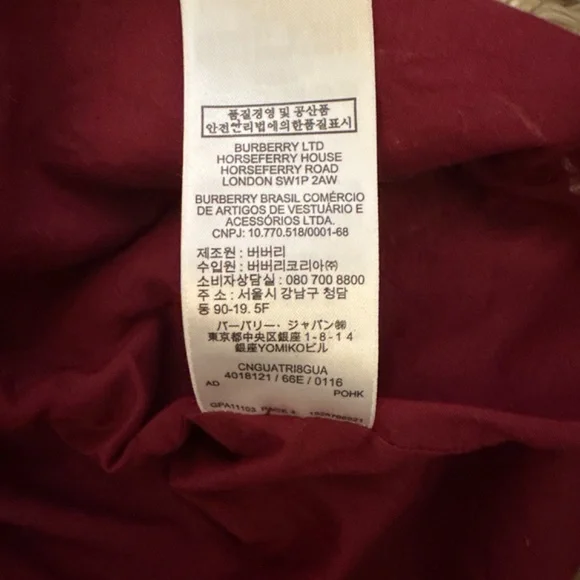 품질경영 및 공산품
안전관리법에의한품질표시
BURBERRY LTD
HORSEFERRY HOUSE
HORSEFERRY ROAD
LONDON SW1P 2AW
BURBERRY BRASIL COMÉRCIO
DE ARTIGOS DE VESTUÁRIO E
ACESSÓRIOS LTDA.
CNPJ: 10.770.518/0001-68
제조원 : 버버리
수입원 : 버버리코리아㈜
소비자상담실 : 080 700 8800
주 소 : 서울시 강남구 청담
동 90-19. 5F
バーバリー・ジャパン㈱
東京都中央区銀座 1-8-14
銀座YOMIKOビル
CNGUATRI8GUA
4018121 / 66E / 0116
AD
POHK
GPA11103